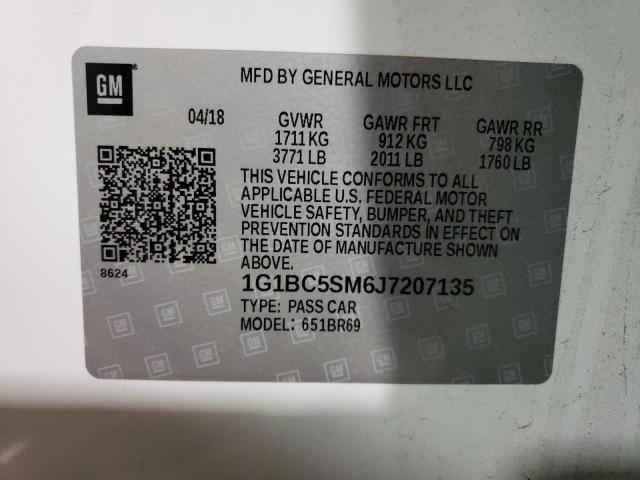 GM
MFD BY GENERAL MOTORS LLC
04/18 GVWR GAWR FRT GAWR RR
1711 KG 912 KG 798 KG
3771 LB 2011 LB 1760 LB
THIS VEHICLE CONFORMS TO ALL
APPLICABLE U.S. FEDERAL MOTOR
VEHICLE SAFETY, BUMPER, AND THEFT
PREVENTION STANDARDS IN EFFECT ON
THE DATE OF MANUFACTURE SHOWN
ABOVE.
8624
1G1BC5SM6J7207135
TYPE: PASS CAR
MODEL: 651BR69